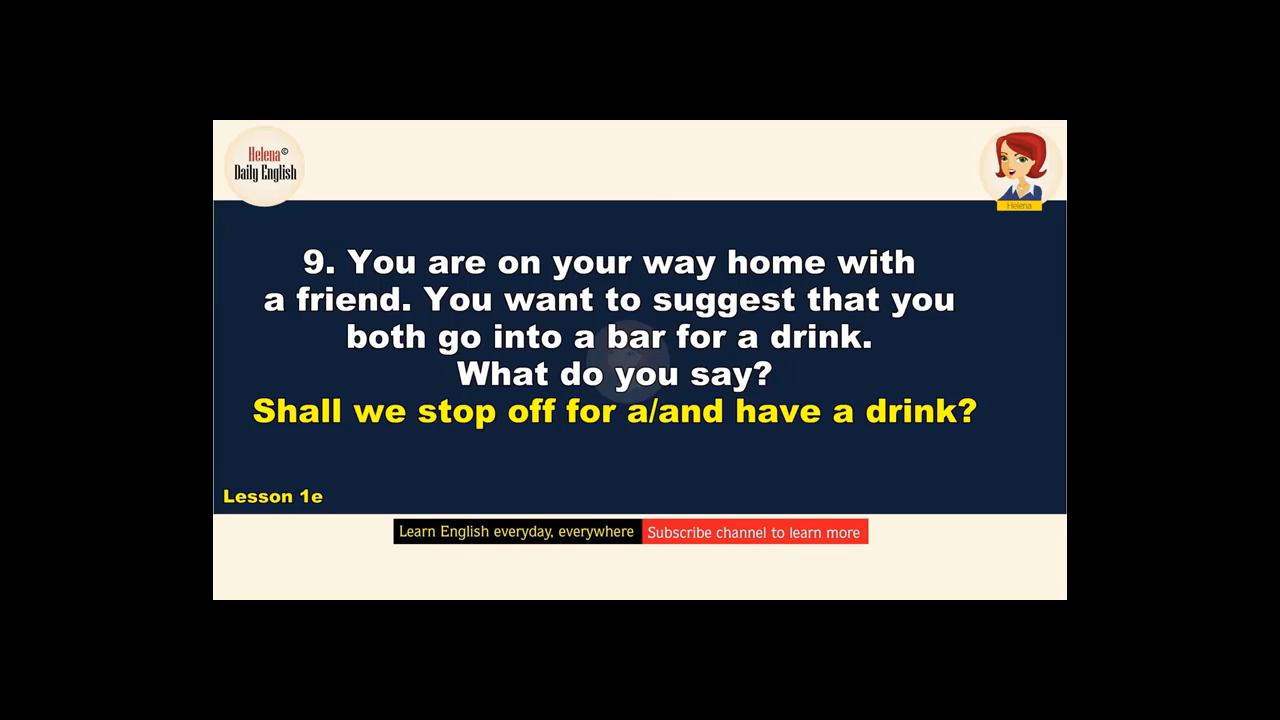 Helena©
Daily English
Helena
9. You are on your way home with
a friend. You want to suggest that you
both go into a bar for a drink.
What do you say?
Shall we stop off for a/and have a drink?
Lesson 1e
Learn English everyday, everywhere
Subscribe channel to learn more